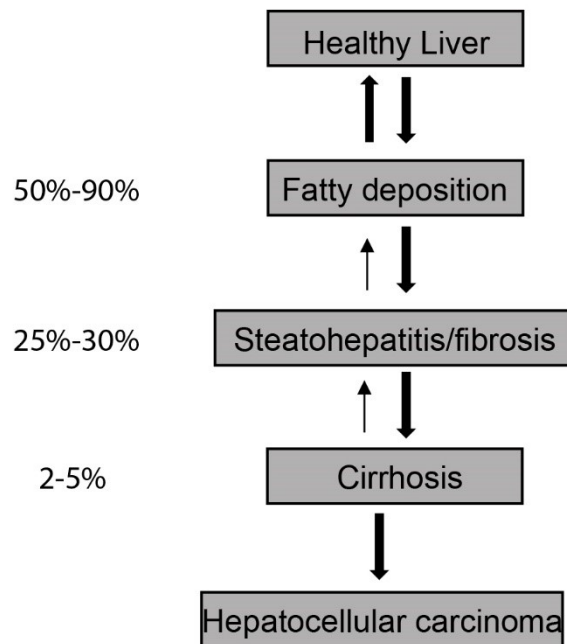 Healthy Liver
50%-90%
Fatty deposition
25%-30%
Steatohepatitis/fibrosis
2-5%
Cirrhosis
Hepatocellular carcinoma